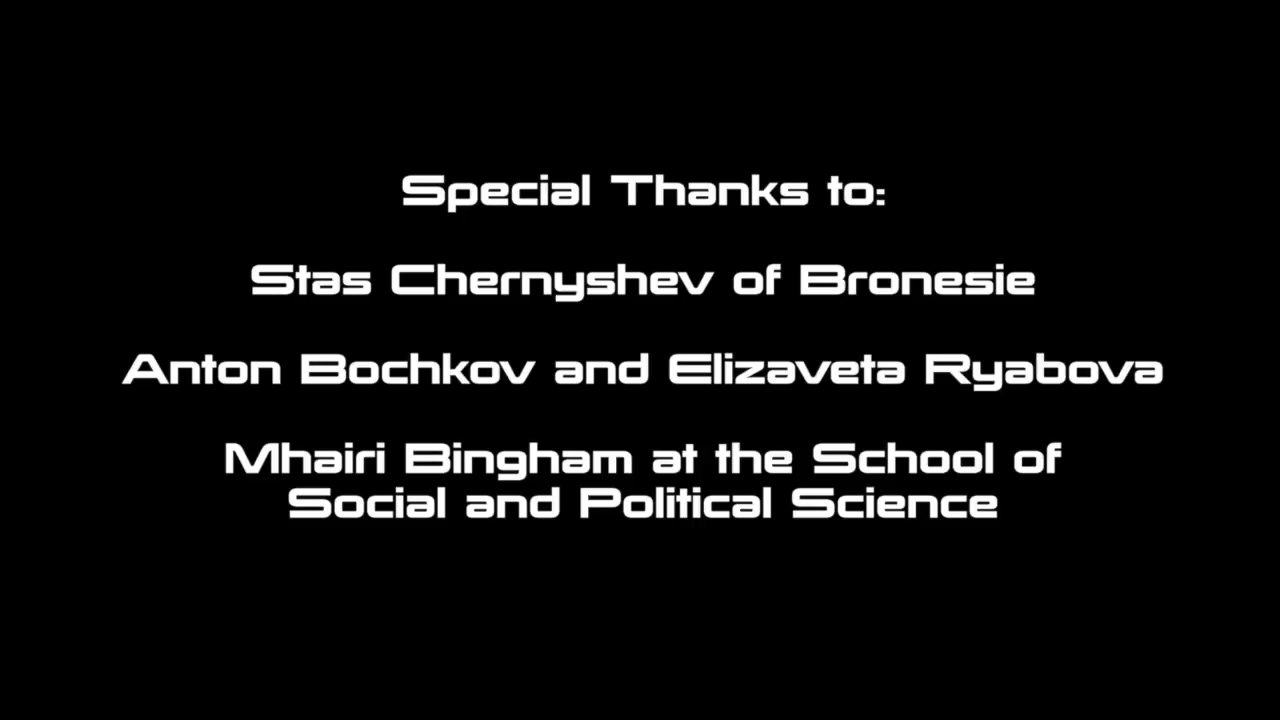 Special Thanks to:
Stas Chernyshev of Bronesie
Anton Bochkov and Elizaveta Ryabova
Mhairi Bingham at the School of
Social and Political Science